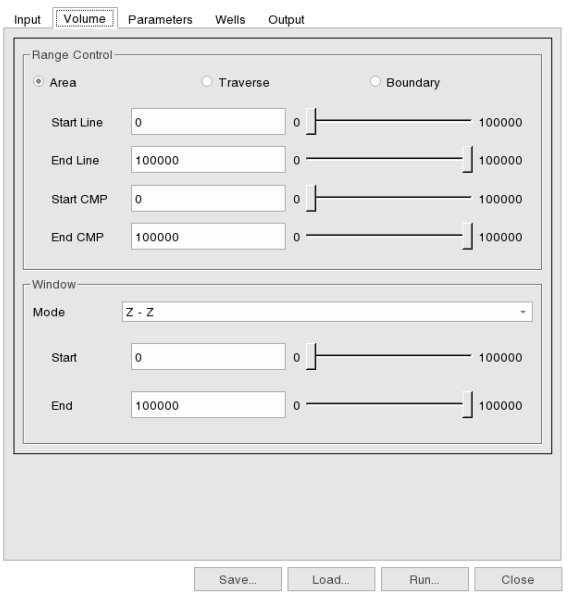 Input Volume Parameters Wells Output
Range Control
Area Traverse Boundary
Start Line 0 0 100000
End Line 100000 0 100000
Start CMP 0 0 100000
End CMP 100000 0 100000
Window
Mode Z - Z
Start 0 0 100000
End 100000 0 100000
Save... Load... Run... Close